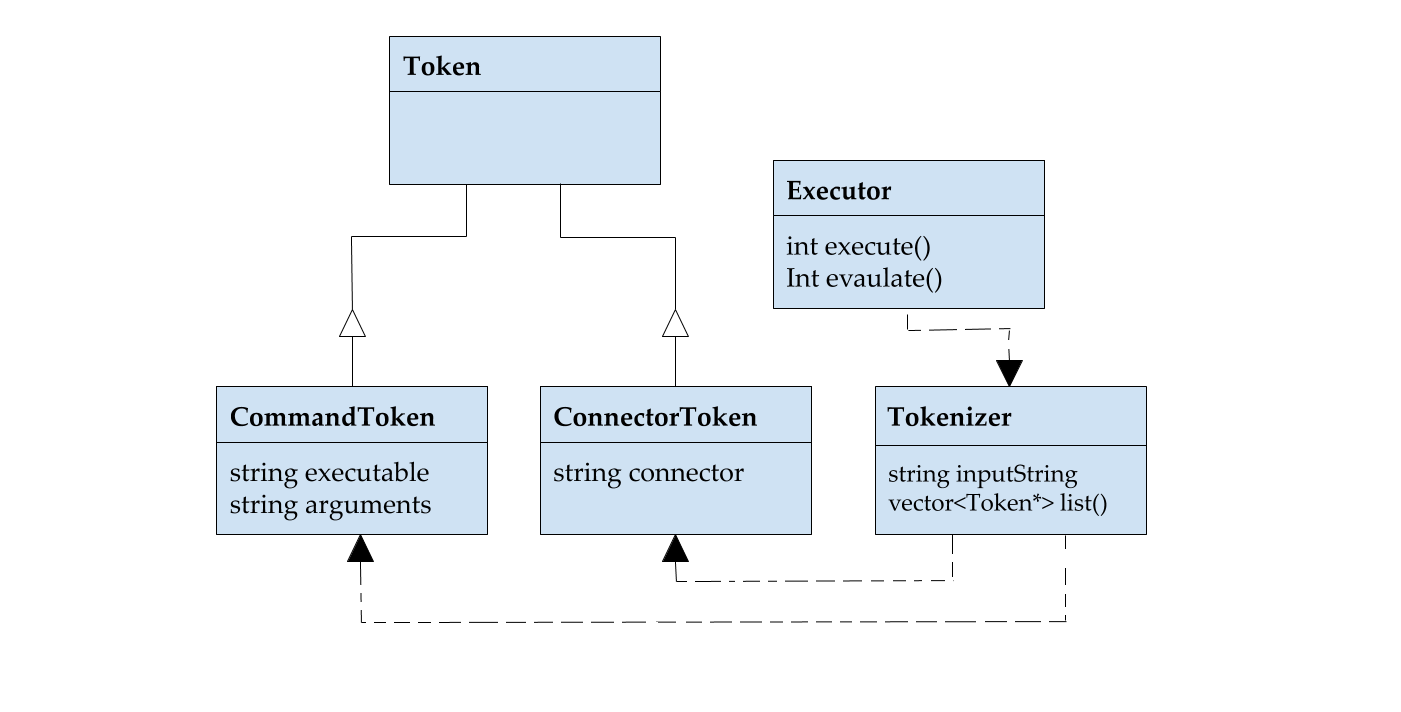 Token
Executor
int execute()
Int evaulate()
CommandToken
string executable
string arguments
ConnectorToken
string connector
Tokenizer
string inputString
vector<Token*> list()